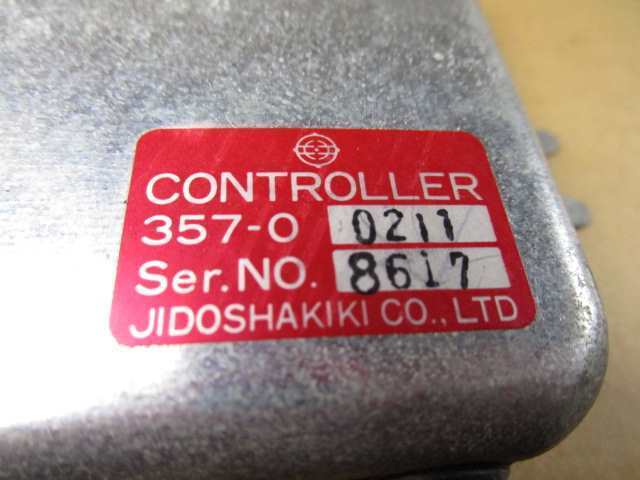 CONTROLLER
357-0 0211
Ser.NO. 8617
JIDOSHAKIKI CO.,LTD